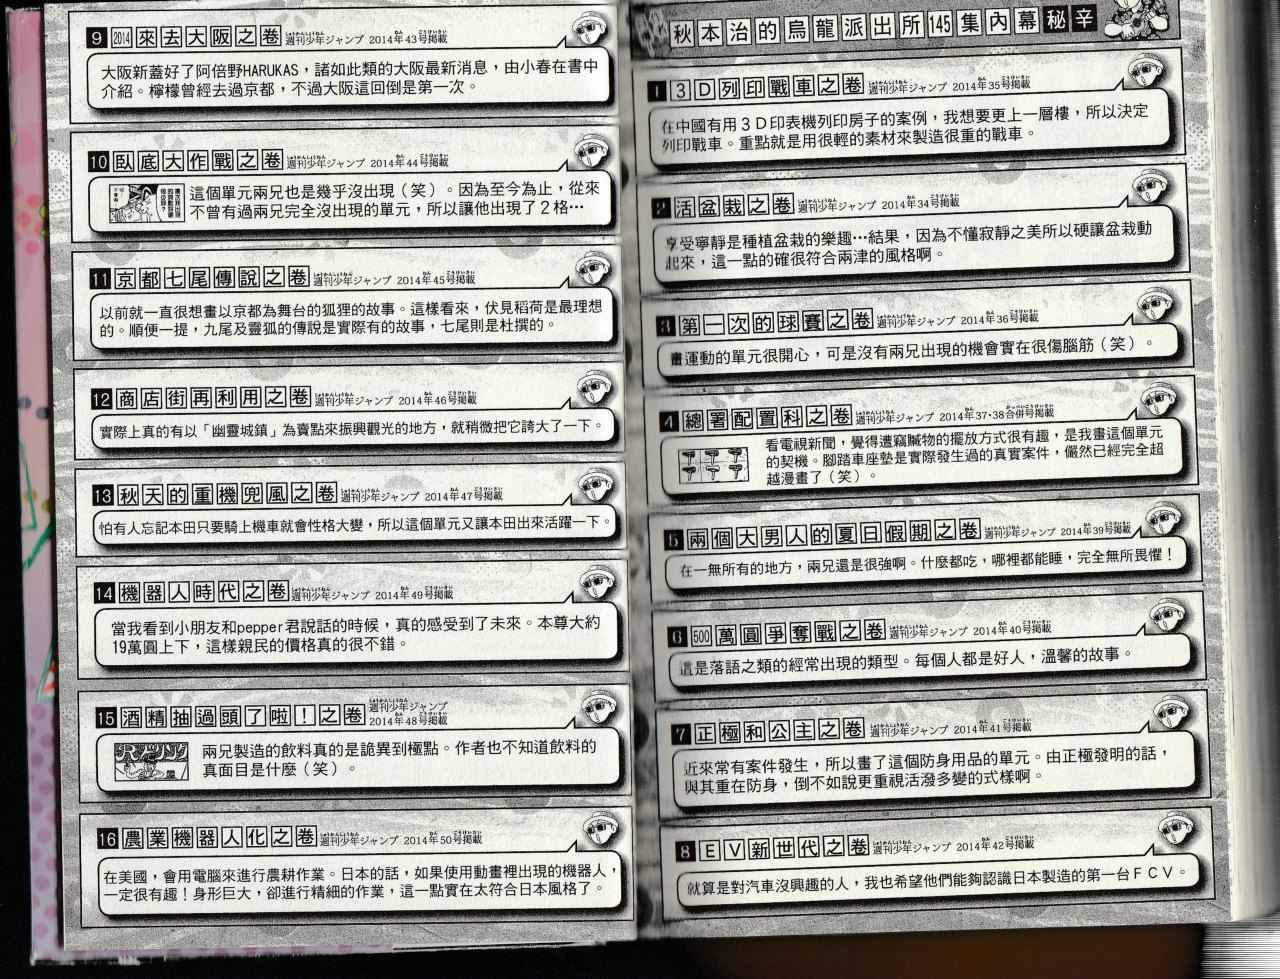 秋本治的烏龍派出所145集內幕秘辛
1 3D列印戰車之卷 週刊少年ジャンプ 2014年35号掲載
在中國有用３Ｄ印表機列印房子的案例，我想要更上一層樓，所以決定
列印戰車。重點就是用很輕的素材來製造很重的戰車。
2 活盆栽之卷 週刊少年ジャンプ 2014年34号掲載
享受寧靜是種植盆栽的樂趣…結果，因為不懂寂靜之美所以硬讓盆栽動
起來，這一點的確很符合兩津的風格啊。
3 第一次的球賽之卷 週刊少年ジャンプ 2014年36号掲載
畫運動的單元很開心，可是沒有兩兄出現的機會實在很傷腦筋（笑）。
4 總署配置科之卷 週刊少年ジャンプ 2014年37・38合併号掲載
看電視新聞，覺得遭竊贓物的擺放方式很有趣，是我畫這個單元
的契機。腳踏車座墊是實際發生過的真實案件，儼然已經完全超
越漫畫了（笑）。
5 兩個大男人的夏日假期之卷 週刊少年ジャンプ 2014年39号掲載
在一無所有的地方，兩兄還是很強啊。什麼都吃，哪裡都能睡，完全無所畏懼！
6 500萬圓爭奪戰之卷 週刊少年ジャンプ 2014年40号掲載
這是落語之類的經常出現的類型。每個人都是好人，溫馨的故事。
7 正極和公主之卷 週刊少年ジャンプ 2014年41号掲載
近來常有案件發生，所以畫了這個防身用品的單元。由正極發明的話，
與其重在防身，倒不如說更重視活潑多變的式樣啊。
8 EV新世代之卷 週刊少年ジャンプ 2014年42号掲載
就算是對汽車沒興趣的人，我也希望他們能夠認識日本製造的第一台ＦＣＶ。
9 2014來去大阪之卷 週刊少年ジャンプ 2014年43号掲載
大阪新蓋好了阿倍野HARUKAS，諸如此類的大阪最新消息，由小春在書中
介紹。檸檬曾經去過京都，不過大阪這回倒是第一次。
10 臥底大作戰之卷 週刊少年ジャンプ 2014年44号掲載
這個單元兩兄也是幾乎沒出現（笑）。因為至今為止，從來
不曾有過兩兄完全沒出現的單元，所以讓他出現了２格…
11 京都七尾傳說之卷 週刊少年ジャンプ 2014年45号掲載
以前就一直很想畫以京都為舞台的狐狸的故事。這樣看來，伏見稻荷是最理想
的。順便一提，九尾及靈狐的傳說是實際有的故事，七尾則是杜撰的。
12 商店街再利用之卷 週刊少年ジャンプ 2014年46号掲載
實際上真的有以「幽靈城鎮」為賣點來振興觀光的地方，就稍微把它誇大了一下。
13 秋天的重機兜風之卷 週刊少年ジャンプ 2014年47号掲載
怕有人忘記本田只要騎上機車就會性格大變，所以這個單元又讓本田出來活躍一下。
14 機器人時代之卷 週刊少年ジャンプ 2014年49号掲載
當我看到小朋友和pepper君說話的時候，真的感受到了未來。本尊大約
19萬圓上下，這樣親民的價格真的很不錯。
15 酒精抽過頭了啦！之卷 週刊少年ジャンプ 2014年48号掲載
兩兄製造的飲料真的是詭異到極點。作者也不知道飲料的
真面目是什麼（笑）。
16 農業機器人化之卷 週刊少年ジャンプ 2014年50号掲載
在美國，會用電腦來進行農耕作業。日本的話，如果使用動畫裡出現的機器人，
一定很有趣！身形巨大，卻進行精細的作業，這一點實在太符合日本風格了。